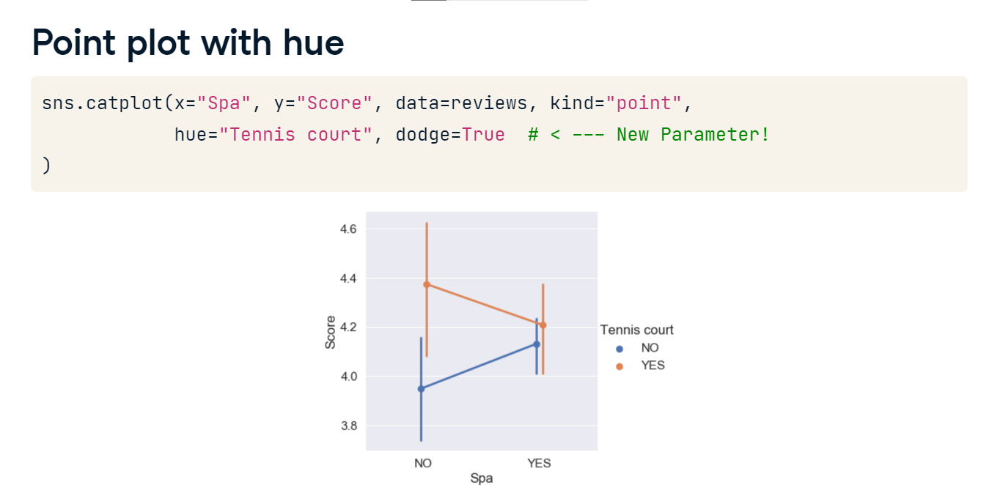 Point plot with hue
sns.catplot(x="Spa", y="Score", data=reviews, kind="point",
            hue="Tennis court", dodge=True  # < --- New Parameter!
)
4.6
4.4
4.2
4.0
3.8
Score
NO YES
Spa
Tennis court
NO
YES